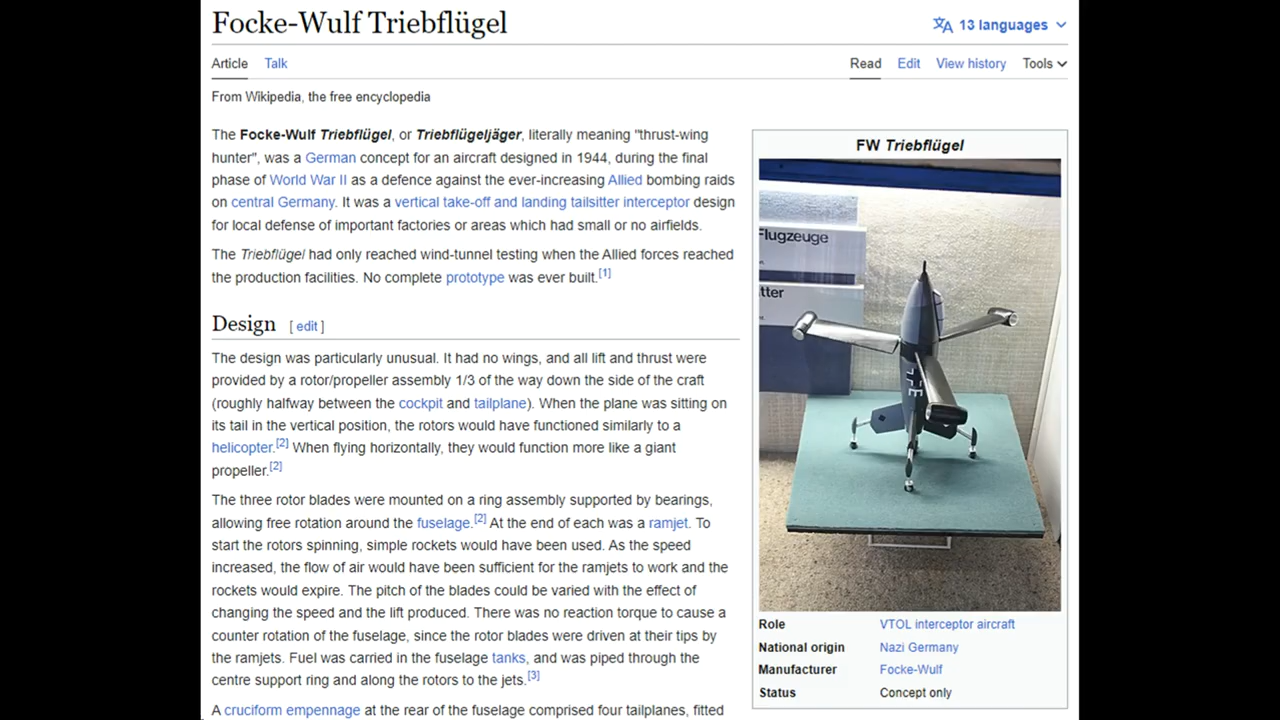 Focke-Wulf Triebflügel
13 languages
Article Talk
Read Edit View history Tools
From Wikipedia, the free encyclopedia
The Focke-Wulf Triebflügel, or Triebflügeljäger, literally meaning "thrust-wing
hunter", was a German concept for an aircraft designed in 1944, during the final
phase of World War II as a defence against the ever-increasing Allied bombing raids
on central Germany. It was a vertical take-off and landing tailsitter interceptor design
for local defense of important factories or areas which had small or no airfields.
The Triebflügel had only reached wind-tunnel testing when the Allied forces reached
the production facilities. No complete prototype was ever built.[1]
Design [ edit ]
The design was particularly unusual. It had no wings, and all lift and thrust were
provided by a rotor/propeller assembly 1/3 of the way down the side of the craft
(roughly halfway between the cockpit and tailplane). When the plane was sitting on
its tail in the vertical position, the rotors would have functioned similarly to a
helicopter.[2] When flying horizontally, they would function more like a giant
propeller.[2]
The three rotor blades were mounted on a ring assembly supported by bearings,
allowing free rotation around the fuselage.[2] At the end of each was a ramjet. To
start the rotors spinning, simple rockets would have been used. As the speed
increased, the flow of air would have been sufficient for the ramjets to work and the
rockets would expire. The pitch of the blades could be varied with the effect of
changing the speed and the lift produced. There was no reaction torque to cause a
counter rotation of the fuselage, since the rotor blades were driven at their tips by
the ramjets. Fuel was carried in the fuselage tanks, and was piped through the
centre support ring and along the rotors to the jets.[3]
A cruciform empennage at the rear of the fuselage comprised four tailplanes, fitted
FW Triebflügel
Flugzeuge
tter
Role VTOL interceptor aircraft
National origin Nazi Germany
Manufacturer Focke-Wulf
Status Concept only